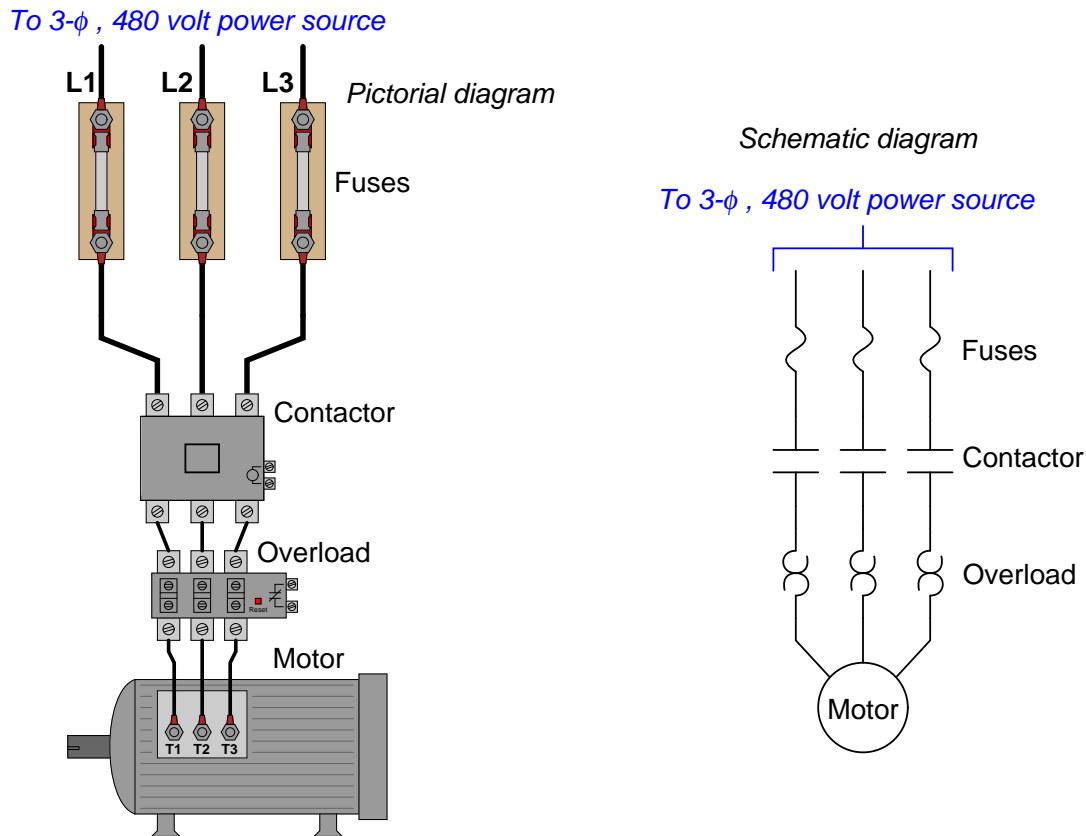 To 3-ϕ , 480 volt power source
L1 L2 L3
Pictorial diagram
Fuses
Contactor
Overload
Reset
Motor
T1 T2 T3
Schematic diagram
To 3-ϕ , 480 volt power source
Fuses
Contactor
Overload
Motor